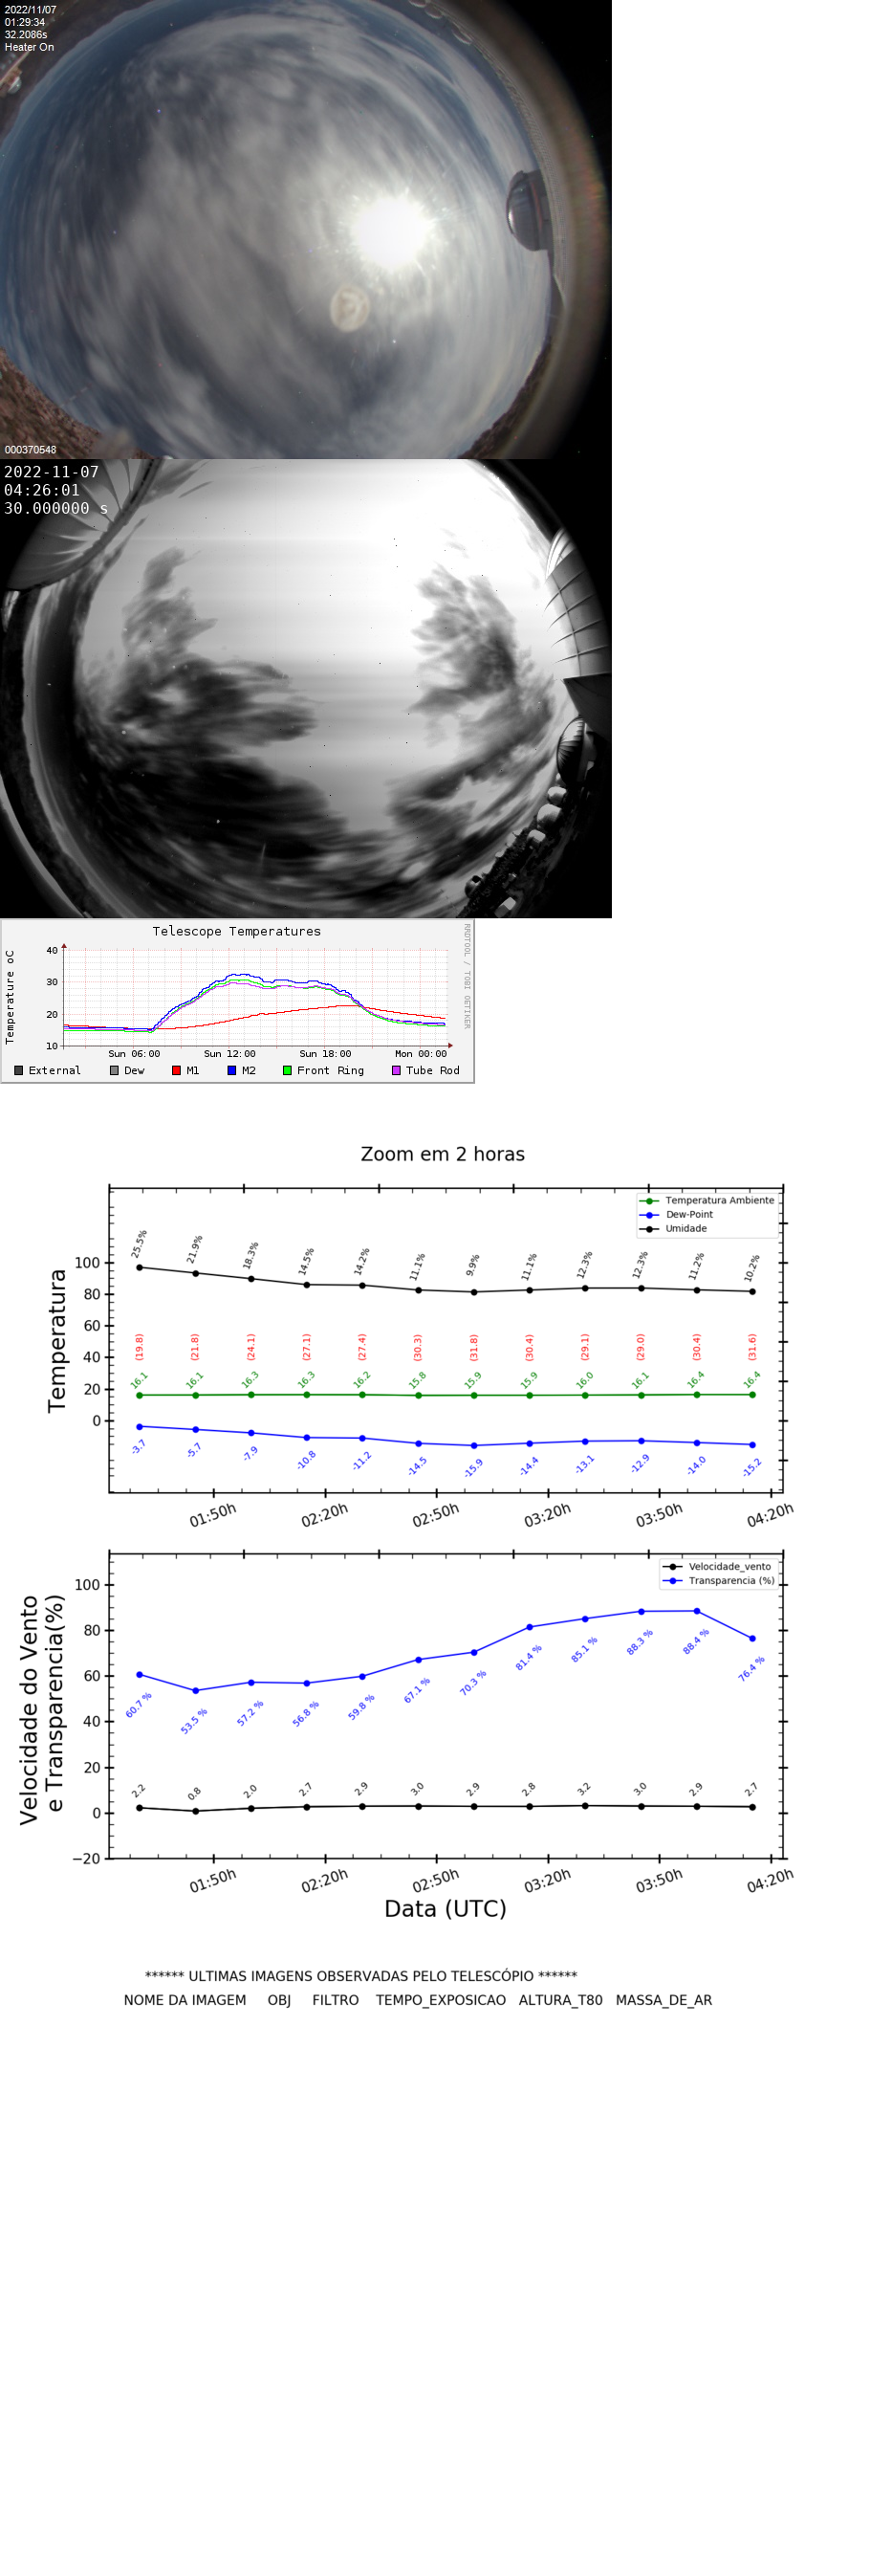 2022/11/07
01:29:34
32.2086s
Heater On
000370548
2022-11-07
04:26:01
30.000000 s
Telescope Temperatures
RRDTOOL / TOBI OETIKER
Temperature oC
40
30
20
10
Sun 06:00 Sun 12:00 Sun 18:00 Mon 00:00
External Dew M1 M2 Front Ring Tube Rod
Zoom em 2 horas
Temperatura Ambiente
Dew-Point
Umidade
Temperatura
100
80
60
40
20
0
25.5% 21.9% 18.3% 14.5% 14.2% 11.1% 9.9% 11.1% 12.3% 12.3% 11.2% 10.2%
(19.8) (21.8) (24.1) (27.1) (27.4) (30.3) (31.8) (30.4) (29.1) (29.0) (30.4) (31.6)
16.1 16.1 16.3 16.3 16.2 15.8 15.9 15.9 16.0 16.1 16.4 16.4
-3.7 -5.7 -7.9 -10.8 -11.2 -14.5 -15.9 -14.4 -13.1 -12.9 -14.0 -15.2
01:50h 02:20h 02:50h 03:20h 03:50h 04:20h
Velocidade_vento
Transparencia (%)
Velocidade do Vento
e Transparencia(%)
100
80
60
40
20
0
−20
60.7 % 53.5 % 57.2 % 56.8 % 59.8 % 67.1 % 70.3 % 81.4 % 85.1 % 88.3 % 88.4 % 76.4 %
2.2 0.8 2.0 2.7 2.9 3.0 2.9 2.8 3.2 3.0 2.9 2.7
01:50h 02:20h 02:50h 03:20h 03:50h 04:20h
Data (UTC)
****** ULTIMAS IMAGENS OBSERVADAS PELO TELESCÓPIO ******
NOME DA IMAGEM OBJ FILTRO TEMPO_EXPOSICAO ALTURA_T80 MASSA_DE_AR